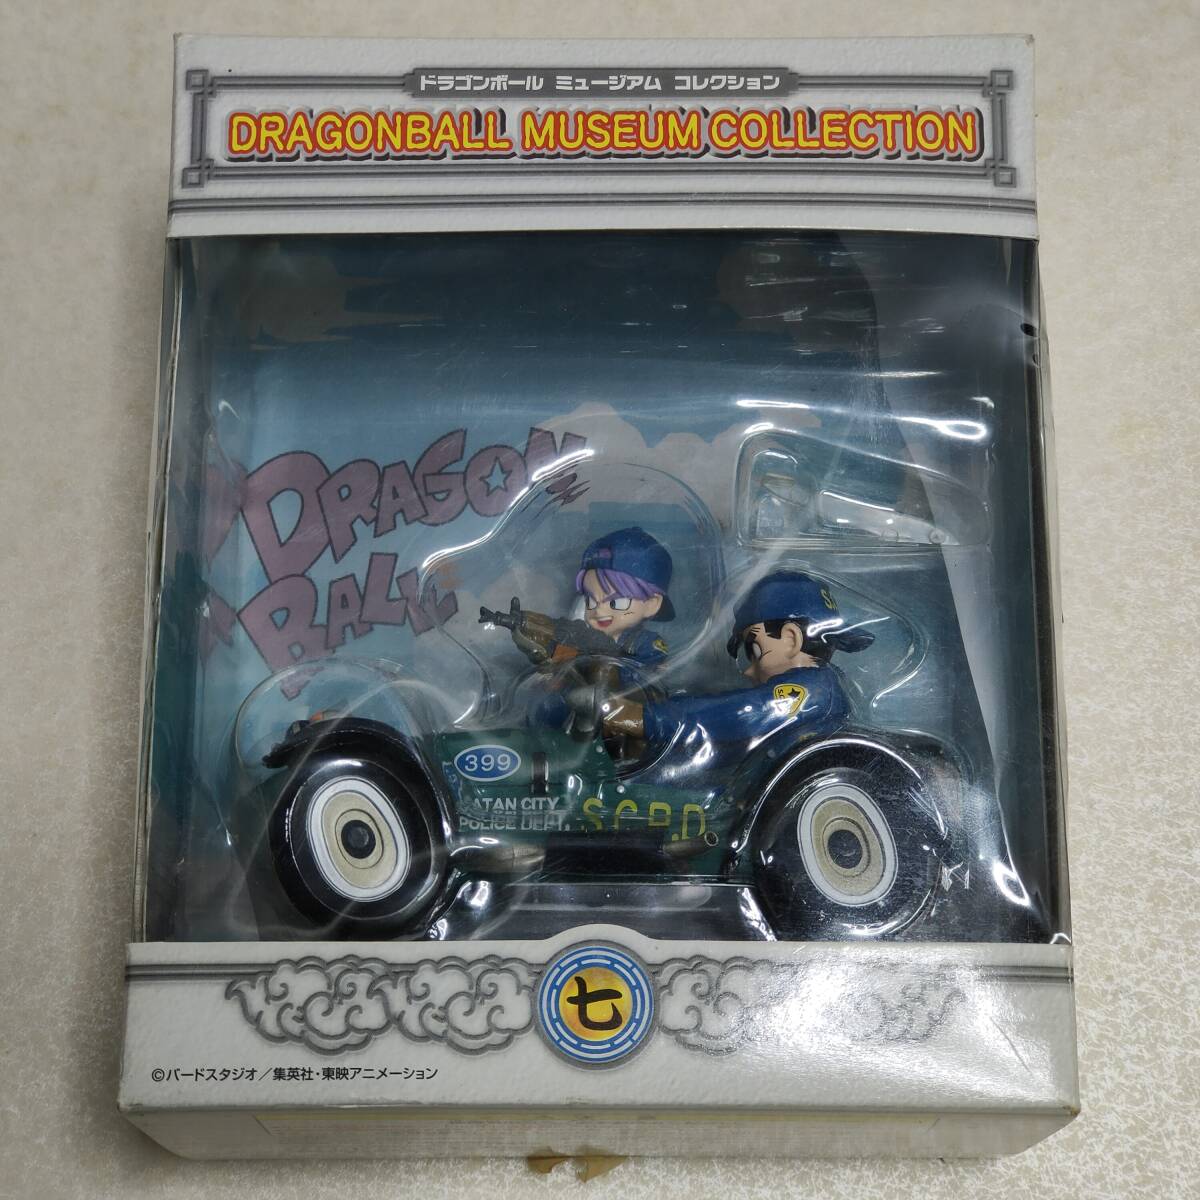 ドラゴンボール ミュージアム コレクション
DRAGONBALL MUSEUM COLLECTION
DRAGON
BALL
399
SATAN CITY
POLICE DEPT.
S.C.P.D.
七
©バードスタジオ／集英社・東映アニメーション